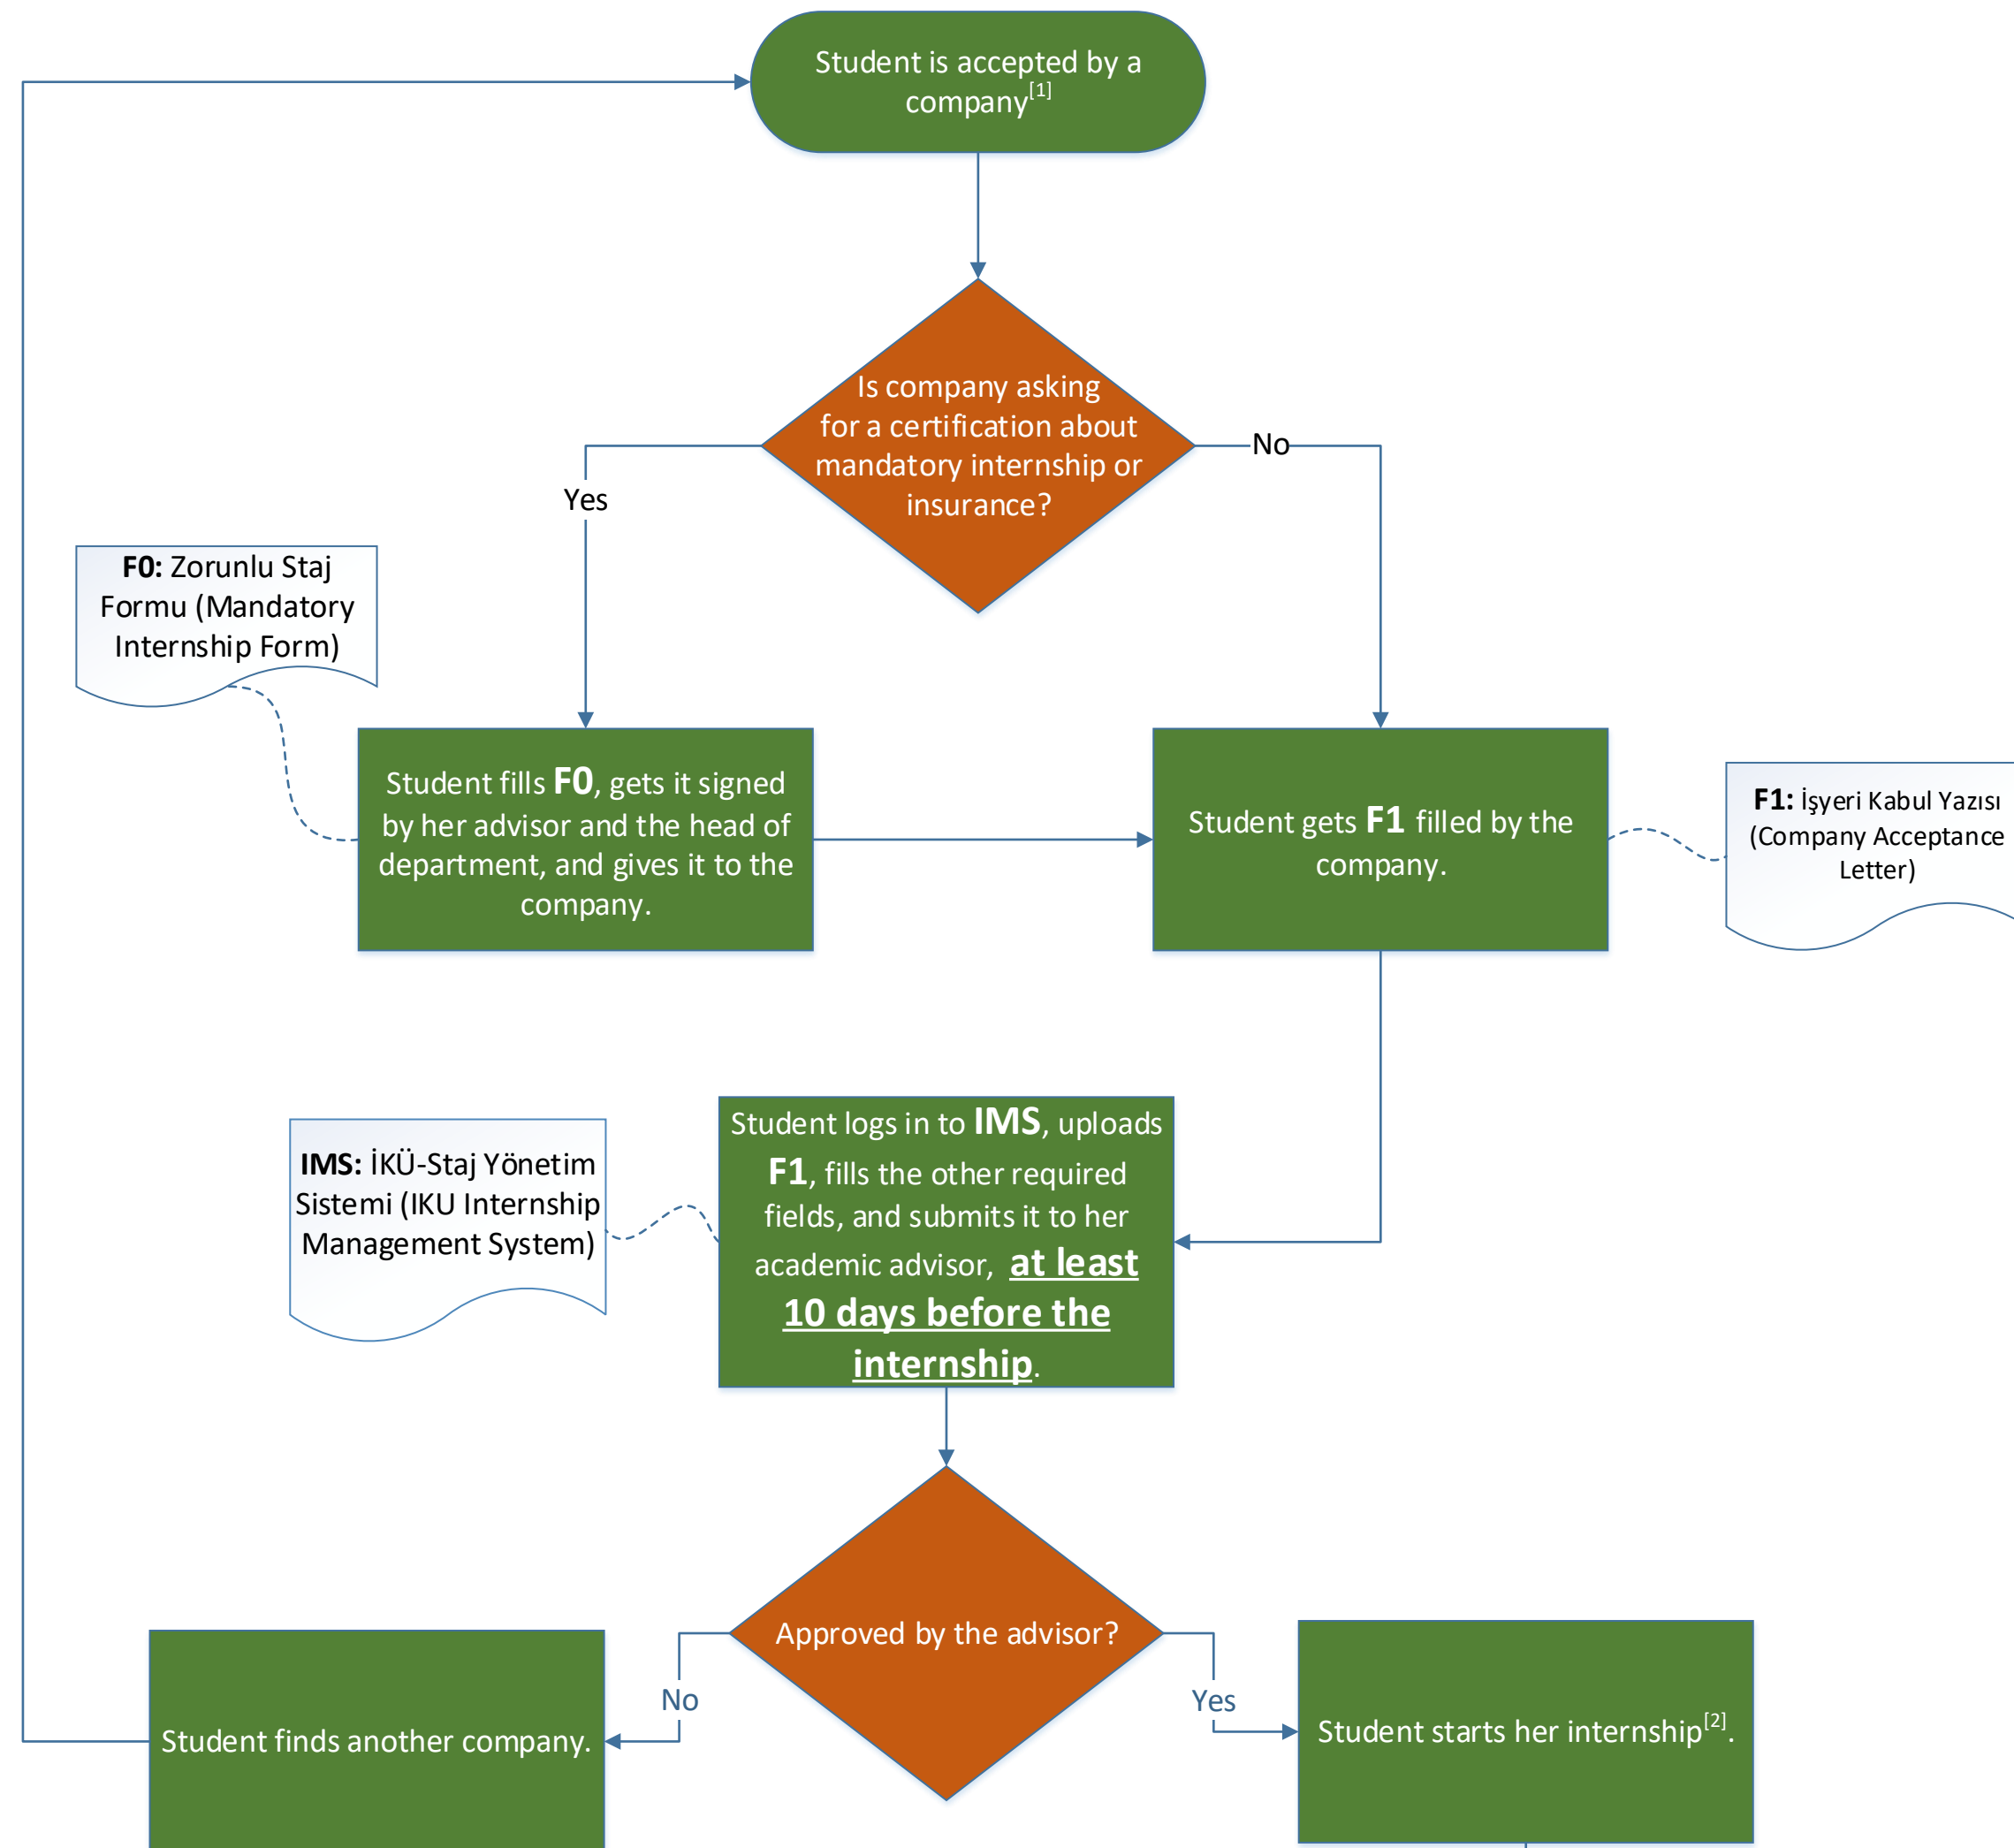 Student is accepted by a
company[1]
Is company asking
for a certification about
mandatory internship or
insurance?
No
Yes
F0: Zorunlu Staj
Formu (Mandatory
Internship Form)
Student fills F0, gets it signed
by her advisor and the head of
department, and gives it to the
company.
Student gets F1 filled by the
company.
F1: İşyeri Kabul Yazısı
(Company Acceptance
Letter)
IMS: İKÜ-Staj Yönetim
Sistemi (IKU Internship
Management System)
Student logs in to IMS, uploads
F1, fills the other required
fields, and submits it to her
academic advisor, at least
10 days before the
internship.
Approved by the advisor?
No
Yes
Student finds another company.
Student starts her internship[2].